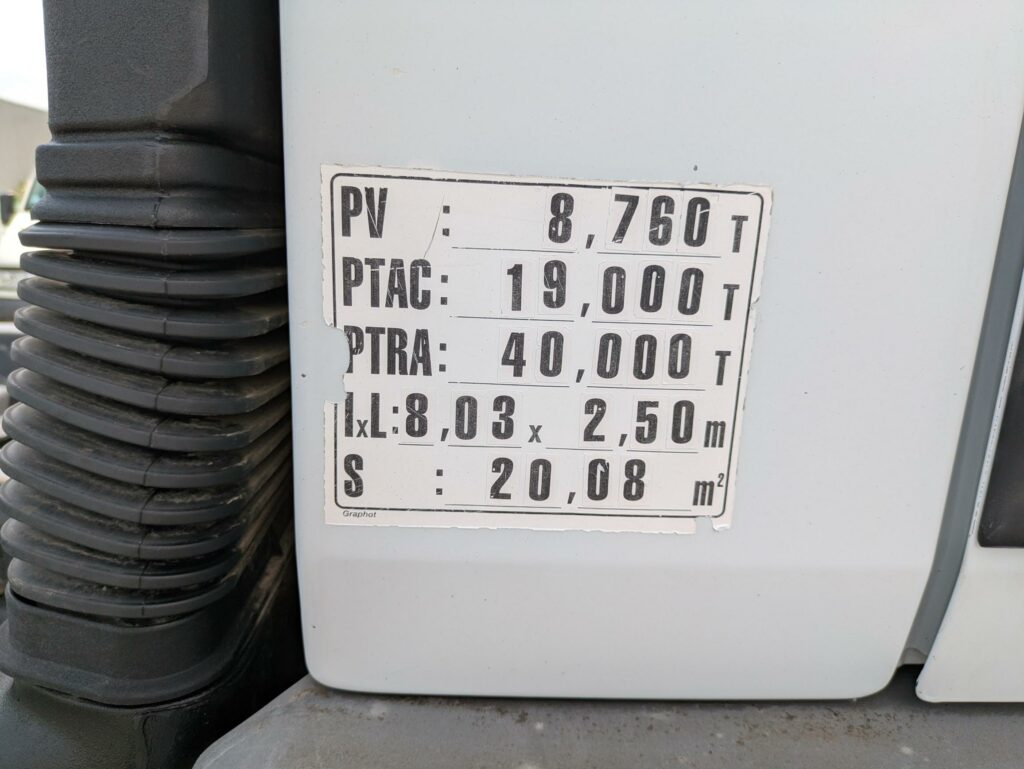 PV : 8,760 T
PTAC: 19,000 T
PTRA: 40,000 T
lxL: 8,03 x 2,50 m
S : 20,08 m²
Graphot